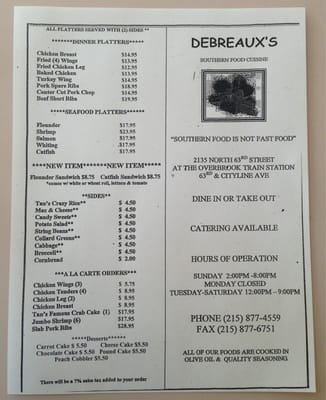 ALL PLATTERS SERVED WITH (2) SIDES **
*******DINNER PLATTERS*****
Chicken Breast $14.95
Fried (4) Wings $13.95
Fried Chicken Leg $12.95
Baked Chicken $13.95
Turkey Wing $14.95
Pork Spare Ribs $18.95
Center Cut Pork Chop $14.95
Beef Short Ribs $19.95
*****SEAFOOD PLATTERS******
Flounder $17.95
Shrimp $23.95
Salmon $17.95
Whiting $17.95
Catfish $17.95
****NEW ITEM*******NEW ITEM*****
Flounder Sandwich $8.75 Catfish Sandwich $8.75
*comes w/ white or wheat roll, lettuce & tomato
**SIDES**
Tan's Crazy Rice** $ 4.50
Mac & Cheese** $ 4.50
Candy Sweets** $ 4.50
Potato Salad** $ 4.50
String Beans** $ 4.50
Collard Greens** $ 4.50
Cabbage** $ 4.50
Broccoli** $ 4.50
Cornbread $ 2.00
***A LA CARTE ORDERS***
Chicken Wings (3) $ 5.75
Chicken Tenders (4) $ 8.95
Chicken Leg (2) $ 8.95
Chicken Breast $ 8.95
Tan's Famous Crab Cake (1) $17.95
Jumbo Shrimp (6) $17.95
Slab Pork Ribs $28.95
*****Desserts******
Carrot Cake $ 5.50 Cheese Cake $5.50
Chocolate Cake $ 5.50 Pound Cake $5.50
Peach Cobbler $5.50
There will be a 7% sales tax added to your order
DEBREAUX'S
SOUTHERN FOOD CUISINE
"SOUTHERN FOOD IS NOT FAST FOOD"
2135 NORTH 63RD STREET
AT THE OVERBROOK TRAIN STATION
63RD & CITYLINE AVE
DINE IN OR TAKE OUT
CATERING AVAILABLE
HOURS OF OPERATION
SUNDAY 2:00PM -8:00PM
MONDAY CLOSED
TUESDAY-SATURDAY 12:00PM – 9:00PM
PHONE (215) 877-4559
FAX (215) 877-6751
ALL OF OUR FOODS ARE COOKED IN
OLIVE OIL & QUALITY SEASONING